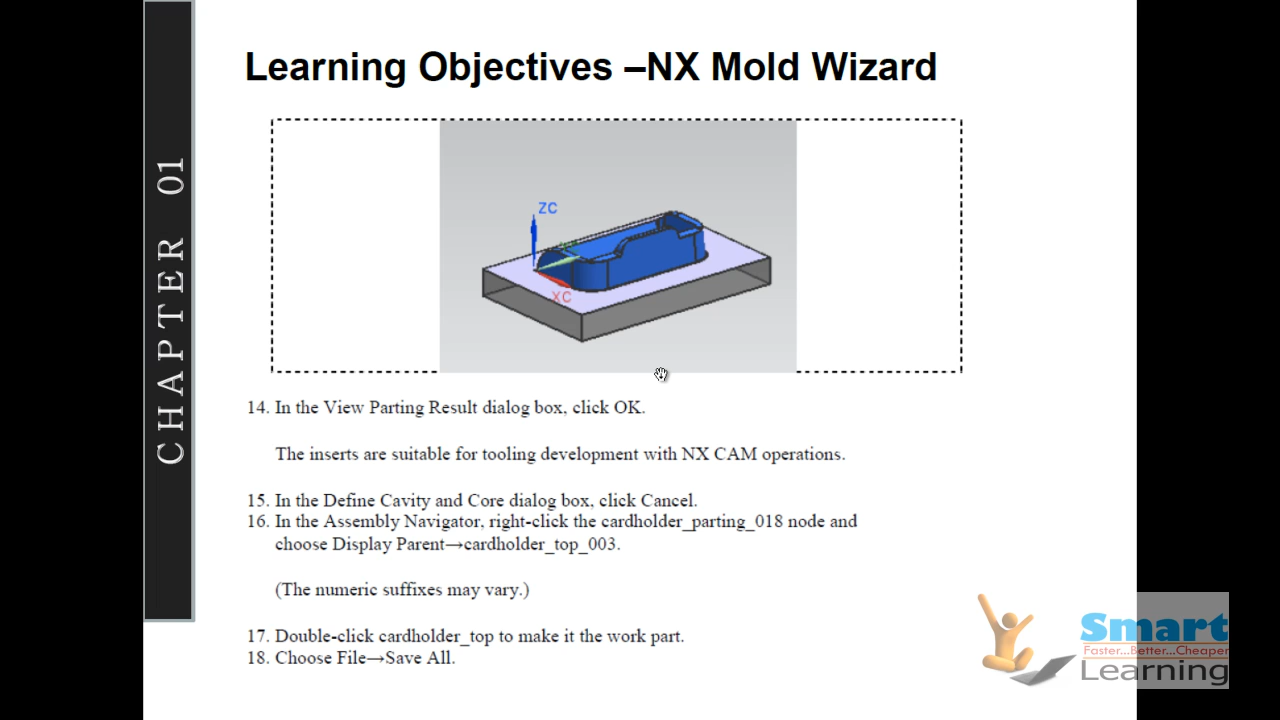 Learning Objectives –NX Mold Wizard
CHAPTER 01
ZC
XC
14. In the View Parting Result dialog box, click OK.
The inserts are suitable for tooling development with NX CAM operations.
15. In the Define Cavity and Core dialog box, click Cancel.
16. In the Assembly Navigator, right-click the cardholder_parting_018 node and
choose Display Parent→cardholder_top_003.
(The numeric suffixes may vary.)
17. Double-click cardholder_top to make it the work part.
18. Choose File→Save All.
Smart
Faster...Better...Cheaper
Learning